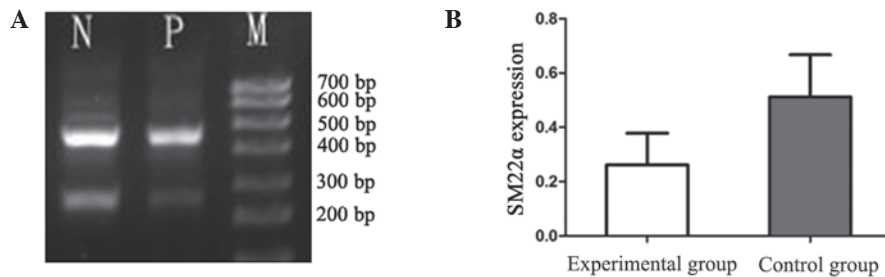 A
N P M
700 bp
600 bp
500 bp
400 bp
300 bp
200 bp
B
SM22α expression
0.8
0.6
0.4
0.2
0.0
Experimental group
Control group